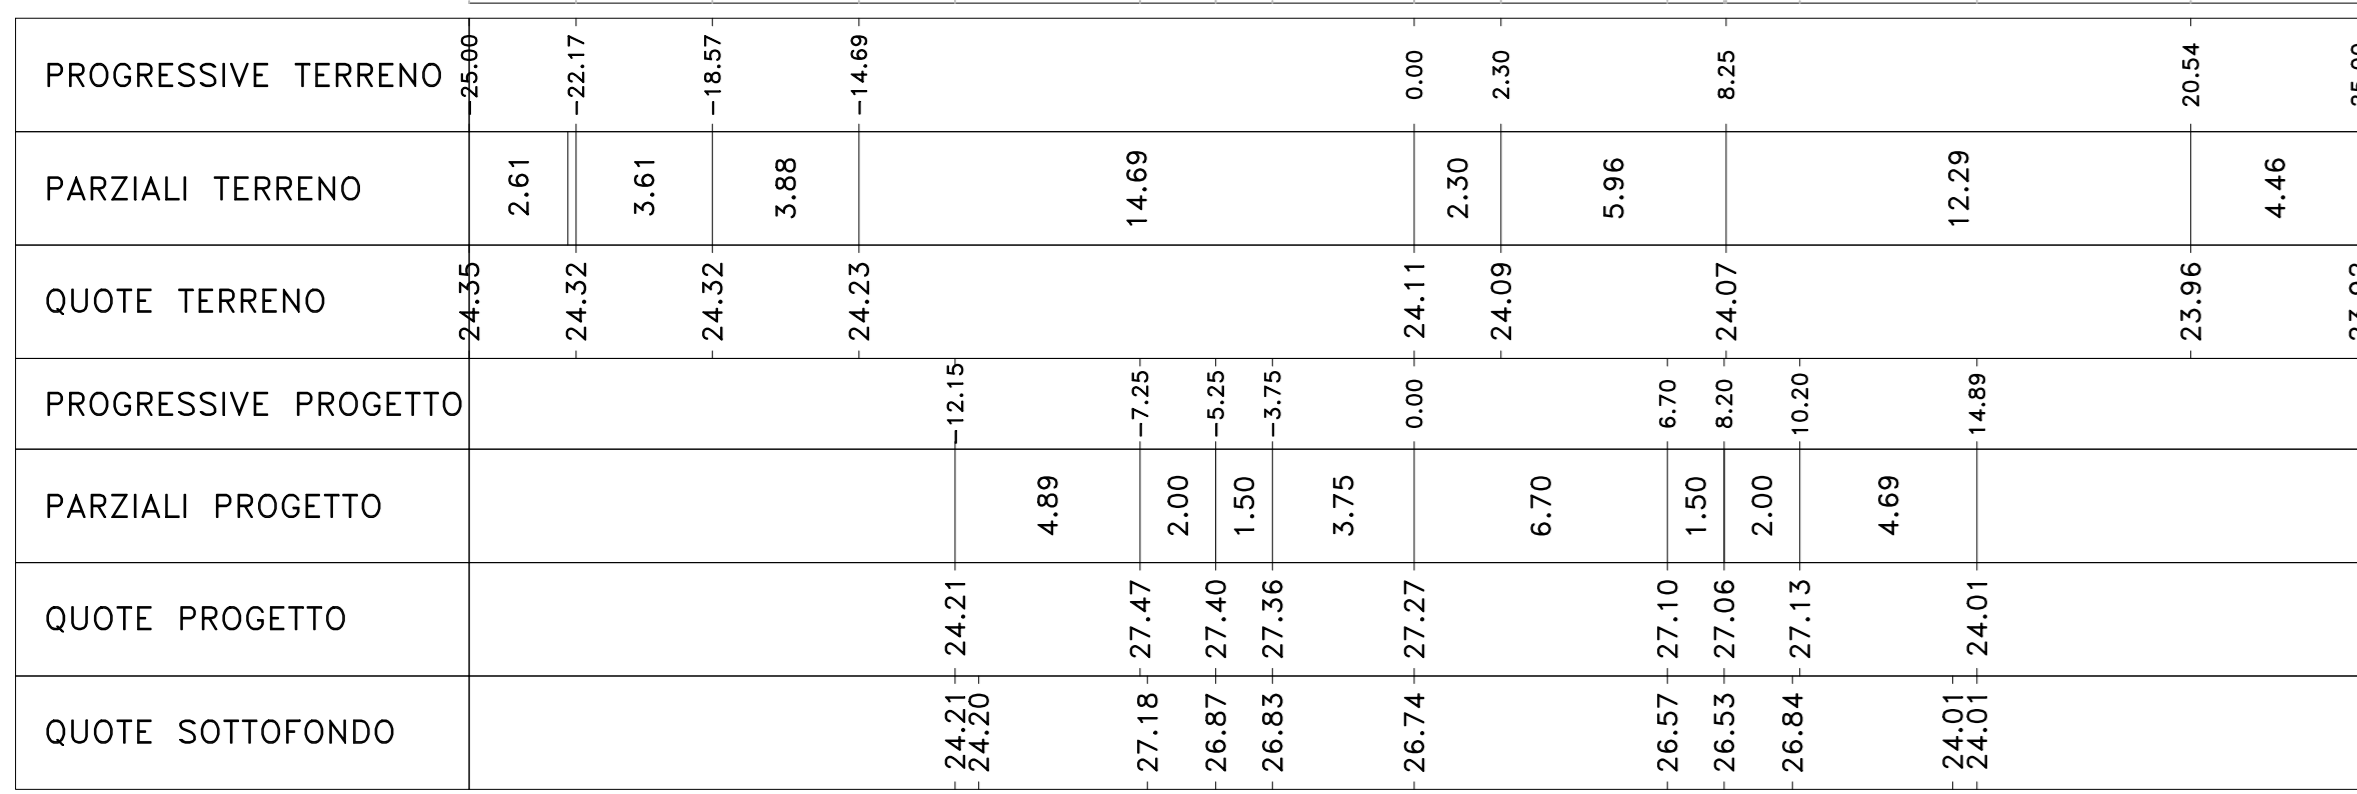 PROGRESSIVE TERRENO -25.00 -22.17 -18.57 -14.69 0.00 2.30 8.25 20.54
PARZIALI TERRENO 2.61 3.61 3.88 14.69 2.30 5.96 12.29 4.46
QUOTE TERRENO 24.35 24.32 24.32 24.23 24.11 24.09 24.07 23.96
PROGRESSIVE PROGETTO -12.15 -7.25 -5.25 -3.75 0.00 6.70 8.20 10.20 14.89
PARZIALI PROGETTO 4.89 2.00 1.50 3.75 6.70 1.50 2.00 4.69
QUOTE PROGETTO 24.21 27.47 27.40 27.36 27.27 27.10 27.06 27.13 24.01
QUOTE SOTTOFONDO 24.21 24.20 27.18 26.87 26.83 26.74 26.57 26.53 26.84 24.01 24.01